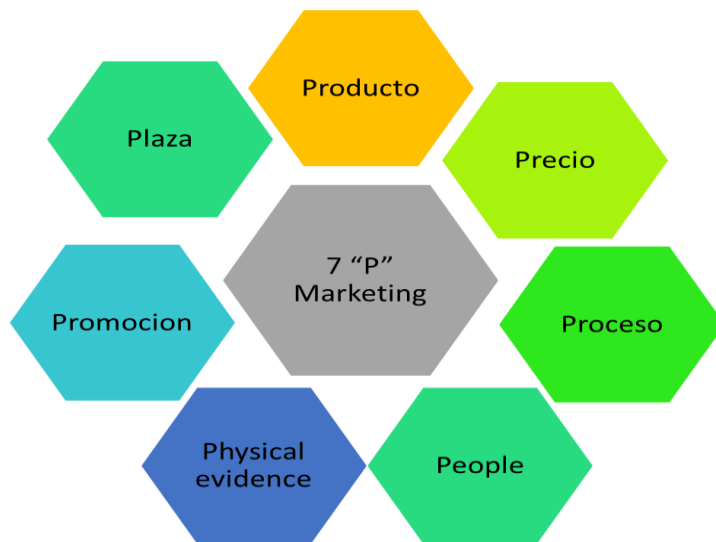 Producto
Plaza
Precio
7 “P”
Marketing
Promocion
Proceso
Physical
evidence
People